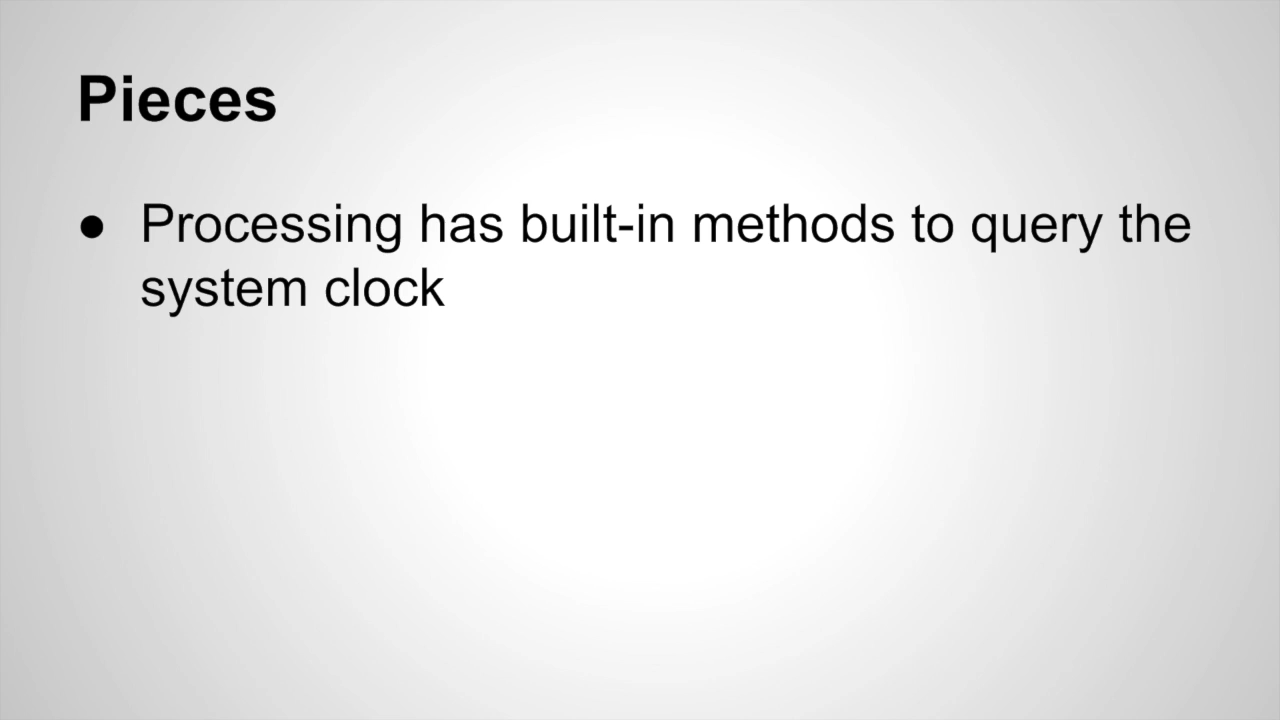 Pieces
● Processing has built-in methods to query the
system clock